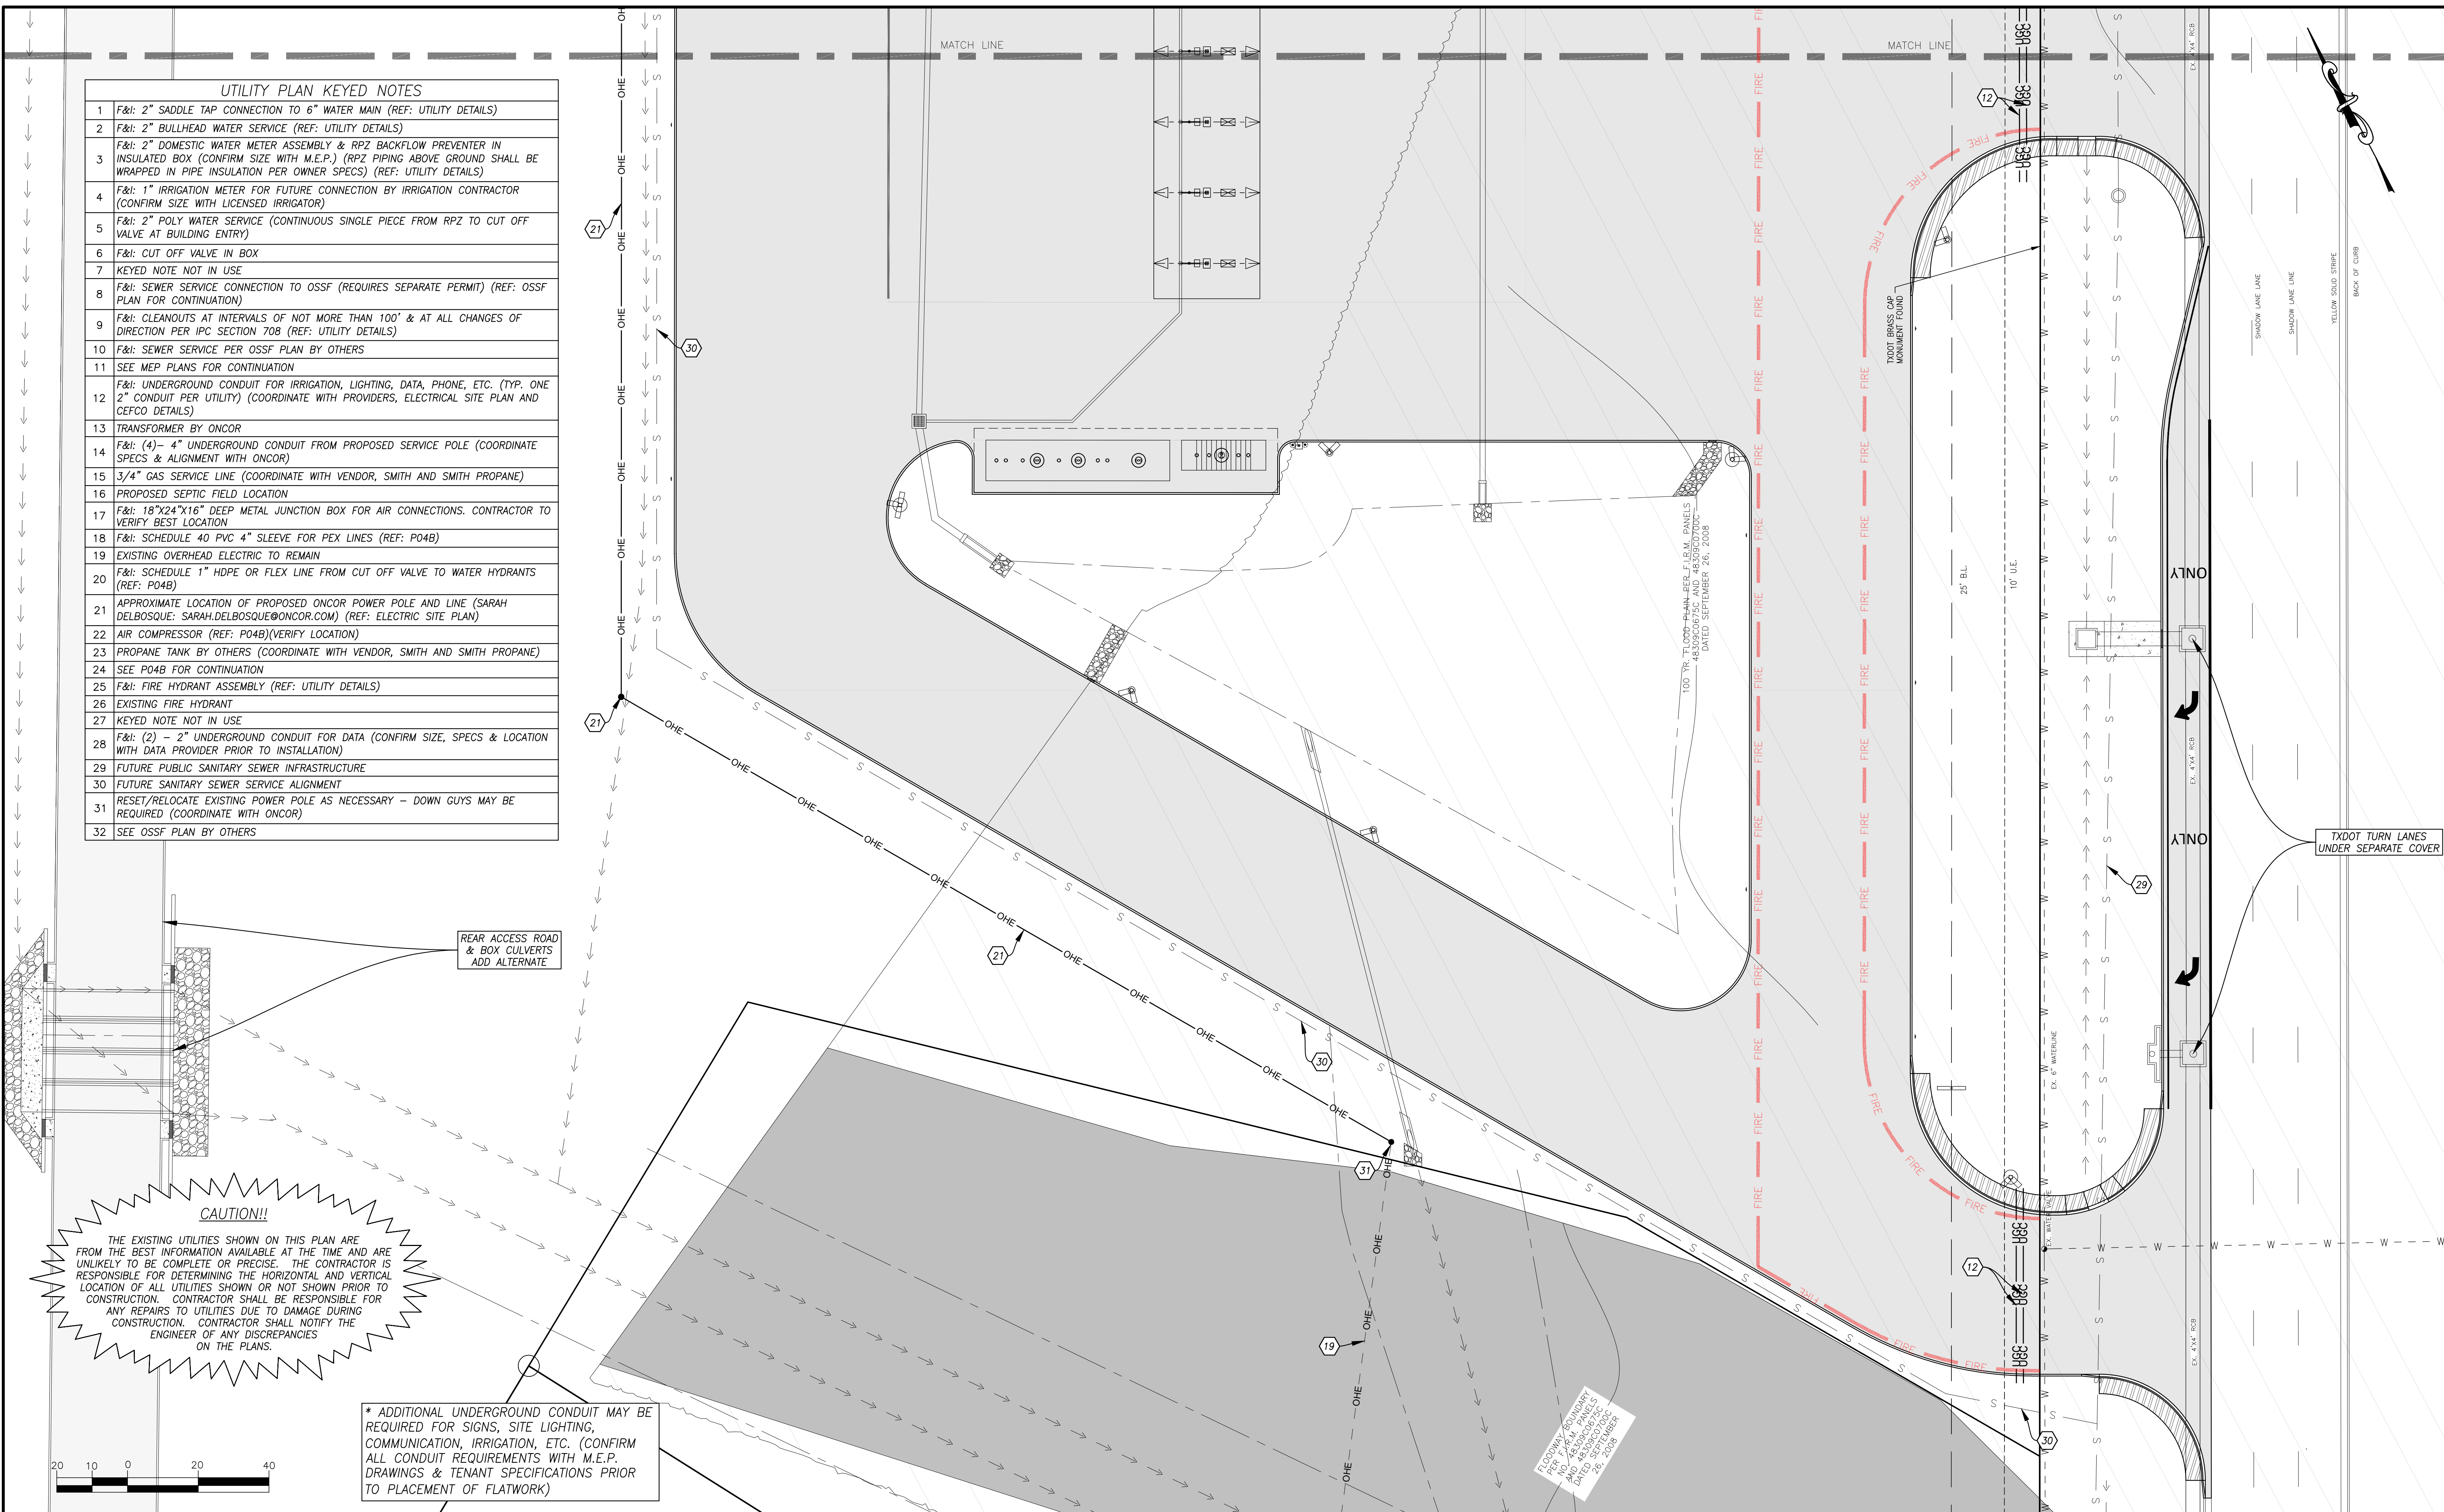 MATCH LINE
MATCH LINE
UTILITY PLAN KEYED NOTES
1 F&I: 2" SADDLE TAP CONNECTION TO 6" WATER MAIN (REF: UTILITY DETAILS)
2 F&I: 2" BULLHEAD WATER SERVICE (REF: UTILITY DETAILS)
3 F&I: 2" DOMESTIC WATER METER ASSEMBLY & RPZ BACKFLOW PREVENTER IN
INSULATED BOX (CONFIRM SIZE WITH M.E.P.) (RPZ PIPING ABOVE GROUND SHALL BE
WRAPPED IN PIPE INSULATION PER OWNER SPECS) (REF: UTILITY DETAILS)
4 F&I: 1" IRRIGATION METER FOR FUTURE CONNECTION BY IRRIGATION CONTRACTOR
(CONFIRM SIZE WITH LICENSED IRRIGATOR)
5 F&I: 2" POLY WATER SERVICE (CONTINUOUS SINGLE PIECE FROM RPZ TO CUT OFF
VALVE AT BUILDING ENTRY)
6 F&I: CUT OFF VALVE IN BOX
7 KEYED NOTE NOT IN USE
8 F&I: SEWER SERVICE CONNECTION TO OSSF (REQUIRES SEPARATE PERMIT) (REF: OSSF
PLAN FOR CONTINUATION)
9 F&I: CLEANOUTS AT INTERVALS OF NOT MORE THAN 100' & AT ALL CHANGES OF
DIRECTION PER IPC SECTION 708 (REF: UTILITY DETAILS)
10 F&I: SEWER SERVICE PER OSSF PLAN BY OTHERS
11 SEE MEP PLANS FOR CONTINUATION
12 F&I: UNDERGROUND CONDUIT FOR IRRIGATION, LIGHTING, DATA, PHONE, ETC. (TYP. ONE
2" CONDUIT PER UTILITY) (COORDINATE WITH PROVIDERS, ELECTRICAL SITE PLAN AND
CEFCO DETAILS)
13 TRANSFORMER BY ONCOR
14 F&I: (4)- 4" UNDERGROUND CONDUIT FROM PROPOSED SERVICE POLE (COORDINATE
SPECS & ALIGNMENT WITH ONCOR)
15 3/4" GAS SERVICE LINE (COORDINATE WITH VENDOR, SMITH AND SMITH PROPANE)
16 PROPOSED SEPTIC FIELD LOCATION
17 F&I: 18"X24"X16" DEEP METAL JUNCTION BOX FOR AIR CONNECTIONS. CONTRACTOR TO
VERIFY BEST LOCATION
18 F&I: SCHEDULE 40 PVC 4" SLEEVE FOR PEX LINES (REF: P04B)
19 EXISTING OVERHEAD ELECTRIC TO REMAIN
20 F&I: SCHEDULE 1" HDPE OR FLEX LINE FROM CUT OFF VALVE TO WATER HYDRANTS
(REF: P04B)
21 APPROXIMATE LOCATION OF PROPOSED ONCOR POWER POLE AND LINE (SARAH
DELBOSQUE: SARAH.DELBOSQUE@ONCOR.COM) (REF: ELECTRIC SITE PLAN)
22 AIR COMPRESSOR (REF: P04B)(VERIFY LOCATION)
23 PROPANE TANK BY OTHERS (COORDINATE WITH VENDOR, SMITH AND SMITH PROPANE)
24 SEE P04B FOR CONTINUATION
25 F&I: FIRE HYDRANT ASSEMBLY (REF: UTILITY DETAILS)
26 EXISTING FIRE HYDRANT
27 KEYED NOTE NOT IN USE
28 F&I: (2) - 2" UNDERGROUND CONDUIT FOR DATA (CONFIRM SIZE, SPECS & LOCATION
WITH DATA PROVIDER PRIOR TO INSTALLATION)
29 FUTURE PUBLIC SANITARY SEWER INFRASTRUCTURE
30 FUTURE SANITARY SEWER SERVICE ALIGNMENT
31 RESET/RELOCATE EXISTING POWER POLE AS NECESSARY - DOWN GUYS MAY BE
REQUIRED (COORDINATE WITH ONCOR)
32 SEE OSSF PLAN BY OTHERS
REAR ACCESS ROAD
& BOX CULVERTS
ADD ALTERNATE
CAUTION!!
THE EXISTING UTILITIES SHOWN ON THIS PLAN ARE
FROM THE BEST INFORMATION AVAILABLE AT THE TIME AND ARE
UNLIKELY TO BE COMPLETE OR PRECISE. THE CONTRACTOR IS
RESPONSIBLE FOR DETERMINING THE HORIZONTAL AND VERTICAL
LOCATION OF ALL UTILITIES SHOWN OR NOT SHOWN PRIOR TO
CONSTRUCTION. CONTRACTOR SHALL BE RESPONSIBLE FOR
ANY REPAIRS TO UTILITIES DUE TO DAMAGE DURING
CONSTRUCTION. CONTRACTOR SHALL NOTIFY THE
ENGINEER OF ANY DISCREPANCIES
ON THE PLANS.
* ADDITIONAL UNDERGROUND CONDUIT MAY BE
REQUIRED FOR SIGNS, SITE LIGHTING,
COMMUNICATION, IRRIGATION, ETC. (CONFIRM
ALL CONDUIT REQUIREMENTS WITH M.E.P.
DRAWINGS & TENANT SPECIFICATIONS PRIOR
TO PLACEMENT OF FLATWORK)
20 10 0 20 40
21
30
21
21
30
31
19
12
29
12
30
OHE
FIRE
UGC
100 YR. FLOOD PLAIN PER F.I.R.M. PANELS
48309C0675C AND 48309C0700C
DATED SEPTEMBER 26, 2008
FLOODWAY BOUNDARY
PER F.I.R.M. PANELS
NO. 48309C0675C
AND 48309C0700C
DATED SEPTEMBER
26, 2008
TXDOT BRASS CAP
MONUMENT FOUND
25' B.L.
10' U.E.
EX. 6" WATERLINE
EX. WATER VALVE
EX. 4'X4' RCB
EX. 4'X4' RCB
EX. 4'X4' RCB
ONLY
ONLY
SHADOW LANE LANE
SHADOW LANE LINE
YELLOW SOLID STRIPE
BACK OF CURB
TXDOT TURN LANES
UNDER SEPARATE COVER